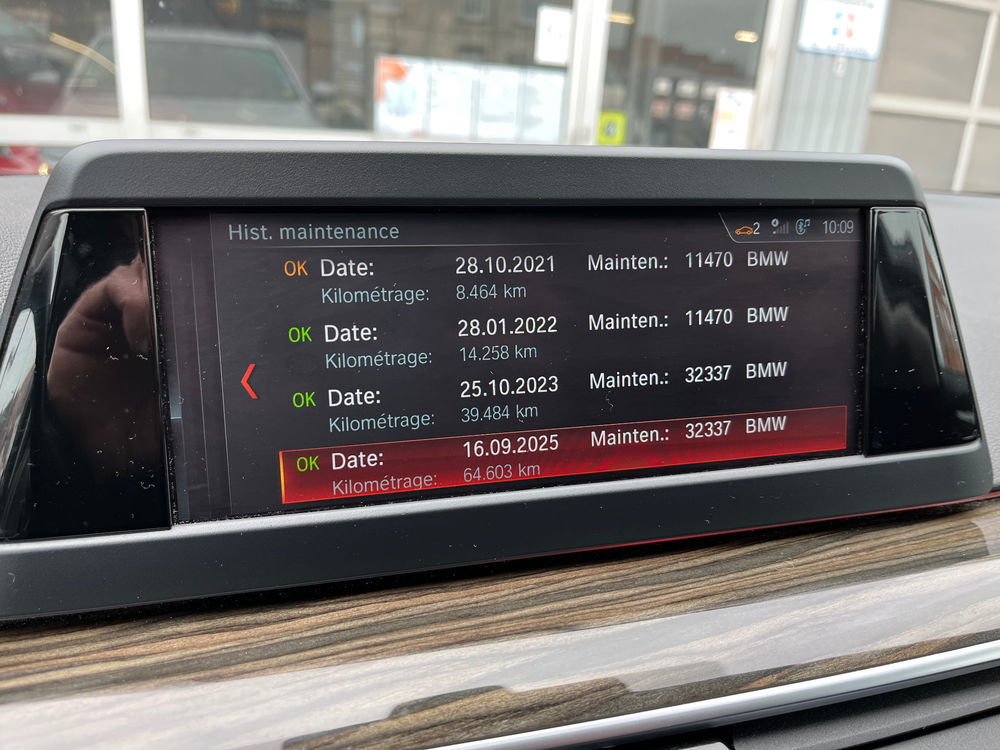 Hist. maintenance 2 10:09
OK Date: 28.10.2021 Mainten.: 11470 BMW
Kilométrage: 8.464 km
OK Date: 28.01.2022 Mainten.: 11470 BMW
Kilométrage: 14.258 km
OK Date: 25.10.2023 Mainten.: 32337 BMW
Kilométrage: 39.484 km
OK Date: 16.09.2025 Mainten.: 32337 BMW
Kilométrage: 64.603 km